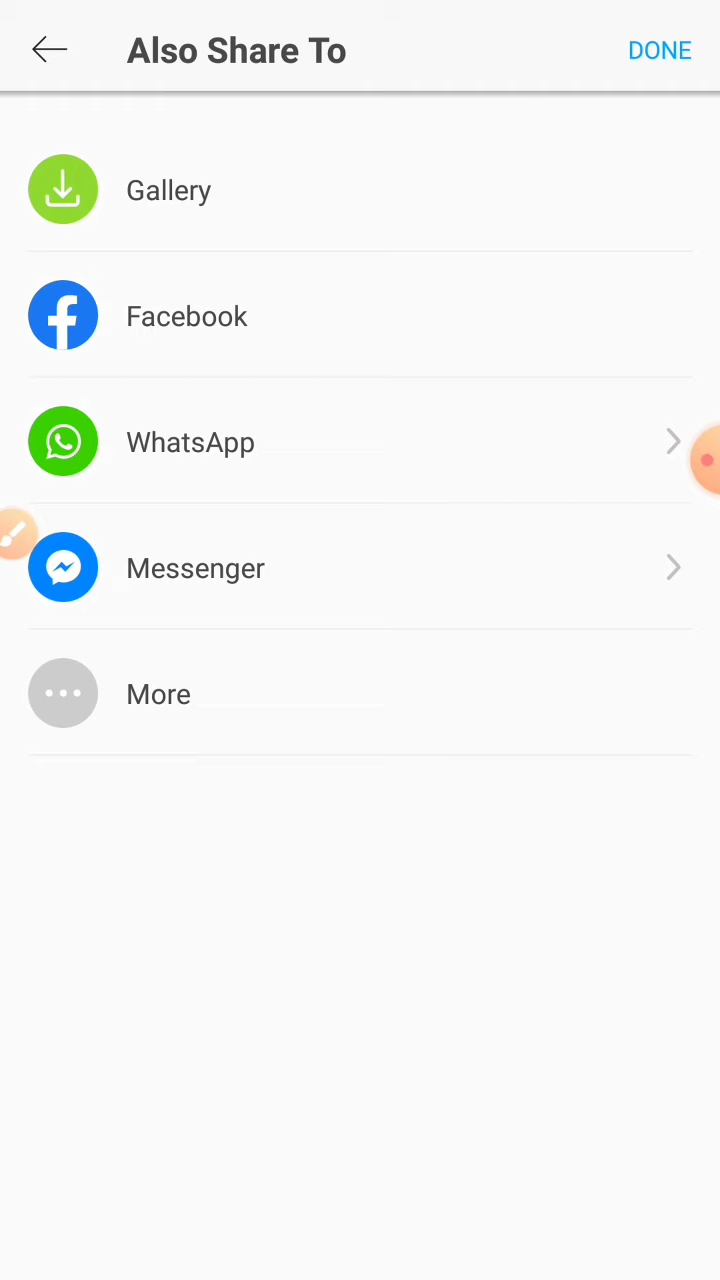 Also Share To
DONE
Gallery
Facebook
WhatsApp
Messenger
More